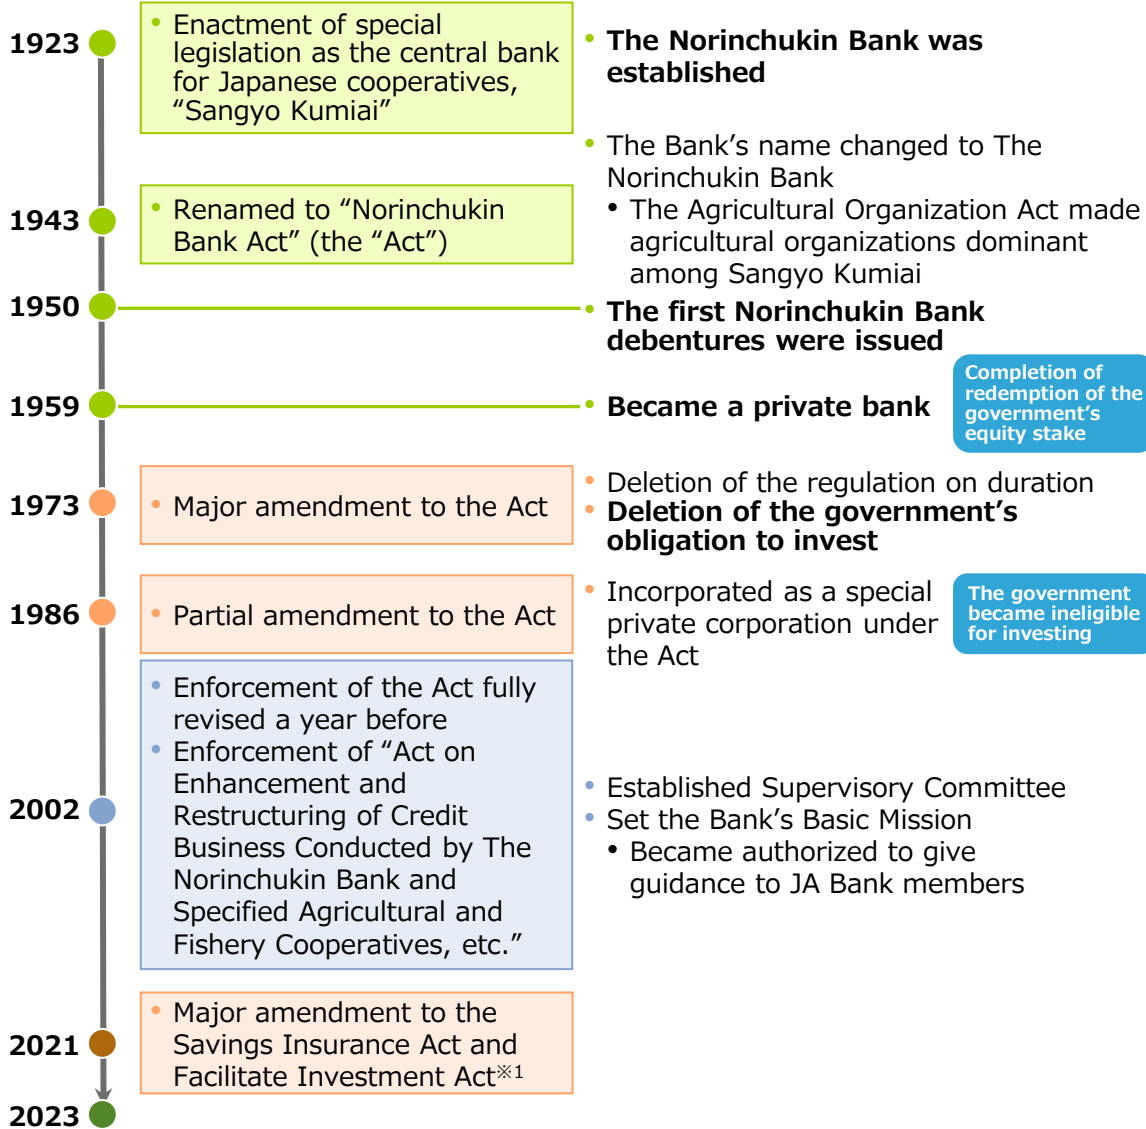 1923
• Enactment of special
legislation as the central bank
for Japanese cooperatives,
“Sangyo Kumiai”
• The Norinchukin Bank was
established
1943
• Renamed to “Norinchukin
Bank Act” (the “Act”)
• The Bank’s name changed to The
Norinchukin Bank
• The Agricultural Organization Act made
agricultural organizations dominant
among Sangyo Kumiai
1950
• The first Norinchukin Bank
debentures were issued
1959
• Became a private bank
Completion of
redemption of the
government’s
equity stake
1973
• Major amendment to the Act
• Deletion of the regulation on duration
• Deletion of the government’s
obligation to invest
1986
• Partial amendment to the Act
• Incorporated as a special
private corporation under
the Act
The government
became ineligible
for investing
2002
• Enforcement of the Act fully
revised a year before
• Enforcement of “Act on
Enhancement and
Restructuring of Credit
Business Conducted by The
Norinchukin Bank and
Specified Agricultural and
Fishery Cooperatives, etc.”
• Established Supervisory Committee
• Set the Bank’s Basic Mission
• Became authorized to give
guidance to JA Bank members
2021
• Major amendment to the
Savings Insurance Act and
Facilitate Investment Act※1
2023